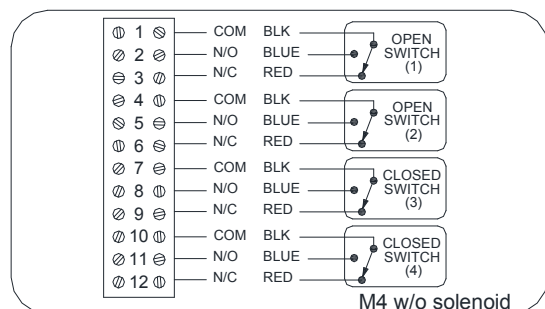 1 COM BLK
2 N/O BLUE
3 N/C RED
OPEN
SWITCH
(1)
4 COM BLK
5 N/O BLUE
6 N/C RED
OPEN
SWITCH
(2)
7 COM BLK
8 N/O BLUE
9 N/C RED
CLOSED
SWITCH
(3)
10 COM BLK
11 N/O BLUE
12 N/C RED
CLOSED
SWITCH
(4)
M4 w/o solenoid